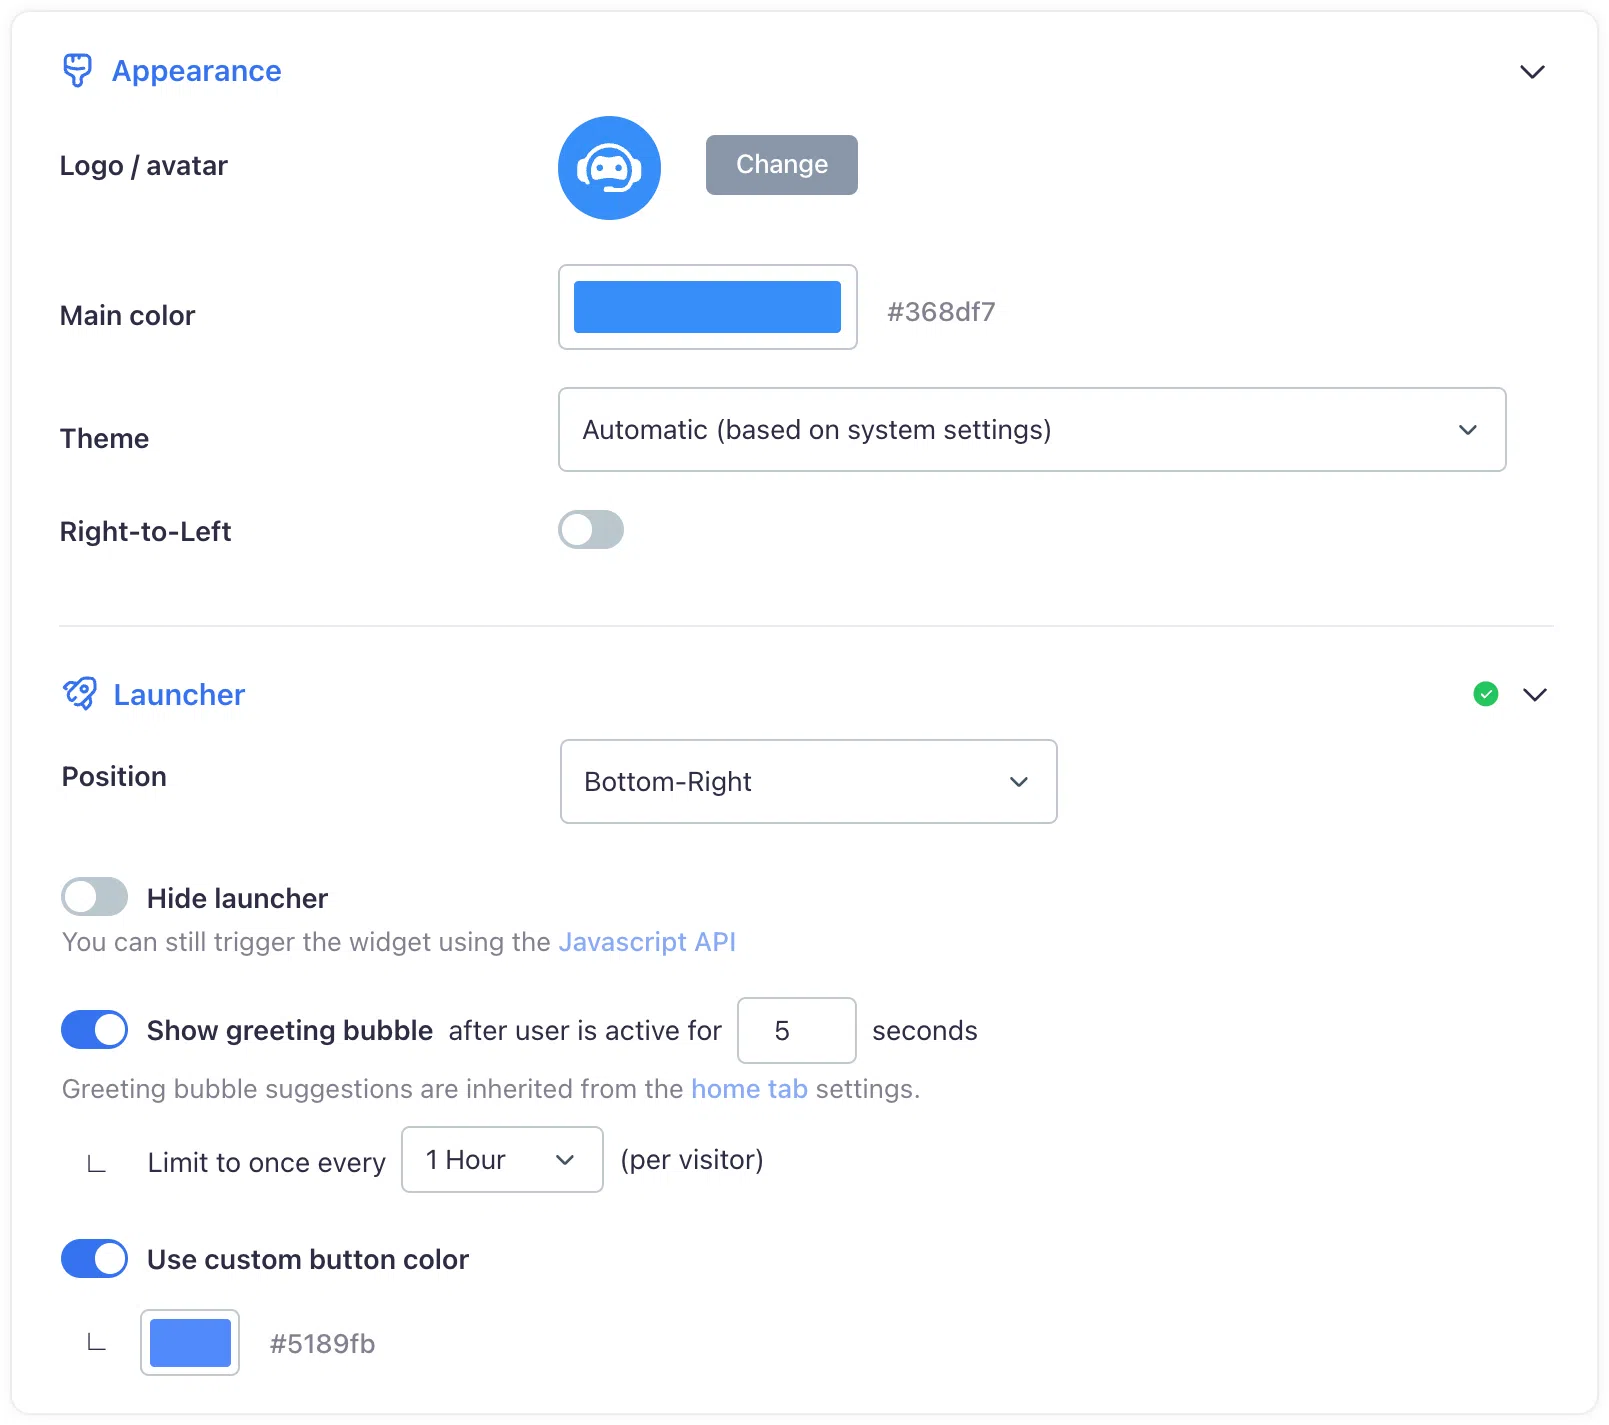 Appearance
Logo / avatar
Change
Main color
#368df7
Theme
Automatic (based on system settings)
Right-to-Left
Launcher
Position
Bottom-Right
Hide launcher
You can still trigger the widget using the Javascript API
Show greeting bubble after user is active for 5 seconds
Greeting bubble suggestions are inherited from the home tab settings.
Limit to once every 1 Hour (per visitor)
Use custom button color
#5189fb